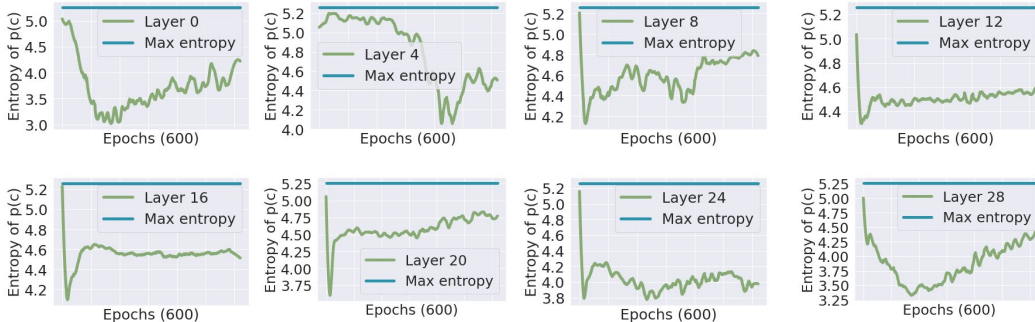 Entropy of p(c)
5.0
4.5
4.0
3.5
3.0
Layer 0
Max entropy
Epochs (600)
Entropy of p(c)
5.2
5.0
4.8
4.6
4.4
4.2
4.0
Layer 4
Max entropy
Epochs (600)
Entropy of p(c)
5.2
5.0
4.8
4.6
4.4
4.2
Layer 8
Max entropy
Epochs (600)
Entropy of p(c)
5.2
5.0
4.8
4.6
4.4
Layer 12
Max entropy
Epochs (600)
Entropy of p(c)
5.2
5.0
4.8
4.6
4.4
4.2
Layer 16
Max entropy
Epochs (600)
Entropy of p(c)
5.25
5.00
4.75
4.50
4.25
4.00
3.75
Layer 20
Max entropy
Epochs (600)
Entropy of p(c)
5.2
5.0
4.8
4.6
4.4
4.2
4.0
3.8
Layer 24
Max entropy
Epochs (600)
Entropy of p(c)
5.25
5.00
4.75
4.50
4.25
4.00
3.75
3.50
3.25
Layer 28
Max entropy
Epochs (600)